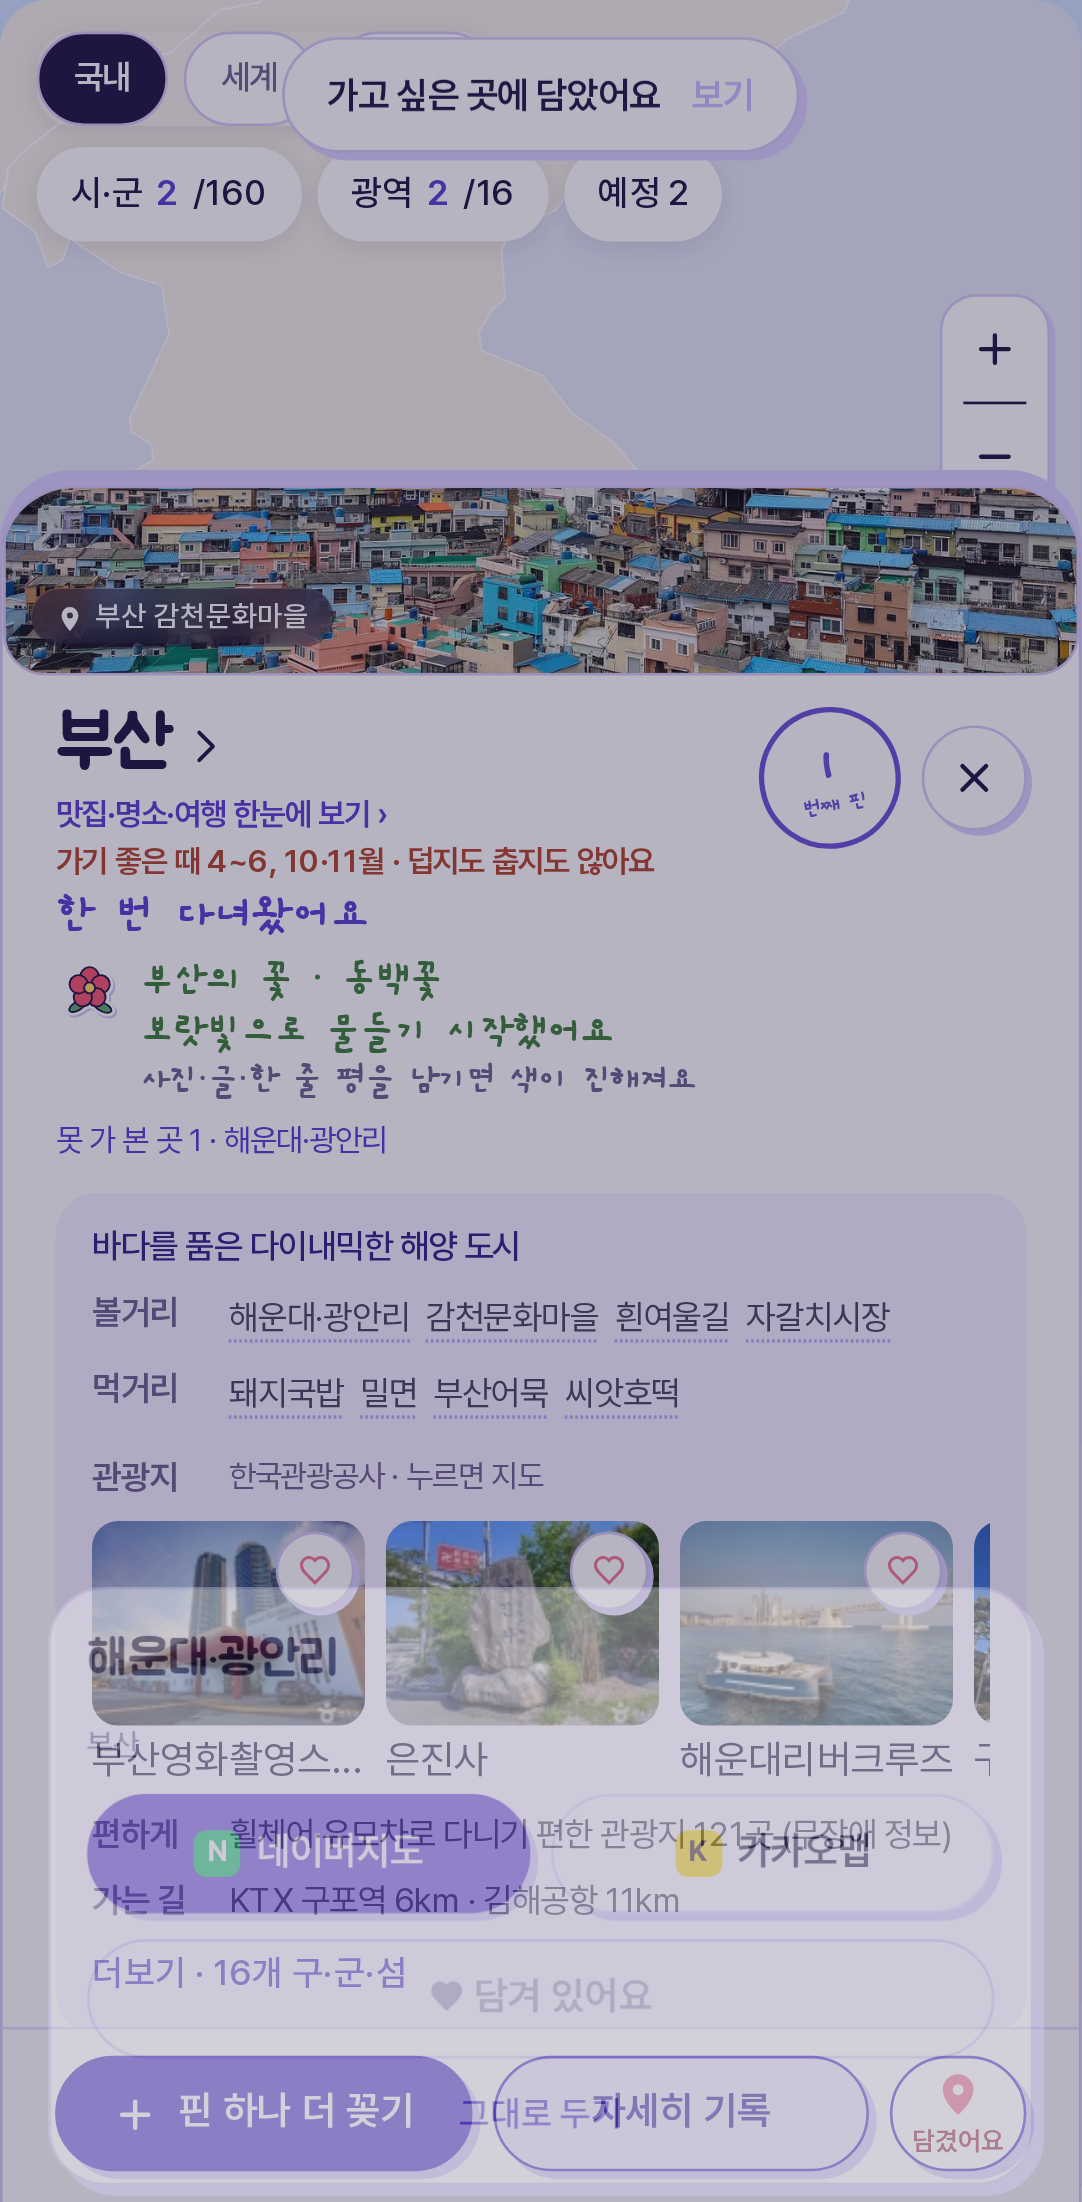 국내 세계
가고 싶은 곳에 담았어요 보기
시·군 2 /160 광역 2 /16 예정 2
부산 감천문화마을
부산
1
번째 핀
맛집·명소·여행 한눈에 보기 ›
가기 좋은 때 4~6, 10·11월 · 덥지도 춥지도 않아요
한 번 다녀왔어요
부산의 꽃 · 동백꽃
보랏빛으로 물들기 시작했어요
사진·글·한 줄 평을 남기면 색이 진해져요
못 가 본 곳 1 · 해운대·광안리
바다를 품은 다이내믹한 해양 도시
볼거리 해운대·광안리 감천문화마을 흰여울길 자갈치시장
먹거리 돼지국밥 밀면 부산어묵 씨앗호떡
관광지 한국관광공사 · 누르면 지도
해운대·광안리
부산
부산영화촬영스... 은진사 해운대리버크루즈
편하게 휠체어·유모차로 다니기 편한 관광지 121곳 (무장애 정보)
N 네이버지도 K 카카오맵
가는 길 KTX 구포역 6km · 김해공항 11km
더보기 · 16개 구·군·섬
담겨 있어요
핀 하나 더 꽂기 자세히 기록
그대로 두기
담겼어요